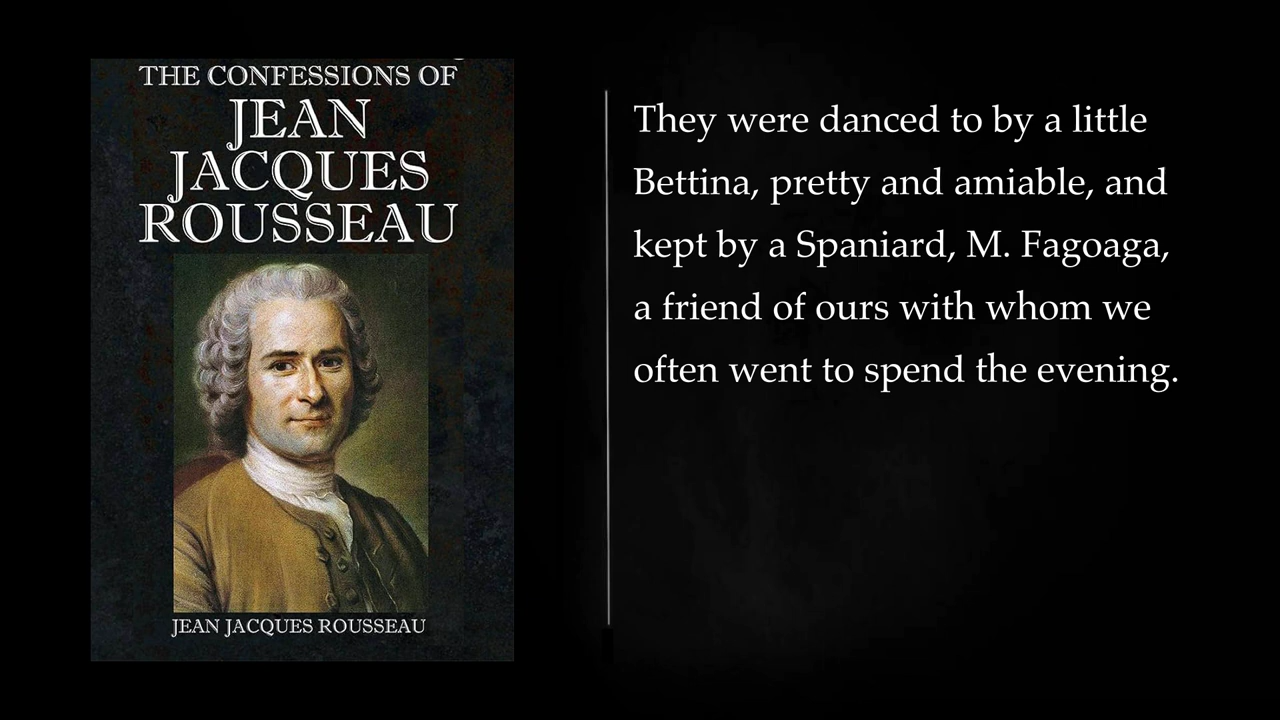 THE CONFESSIONS OF
JEAN
JACQUES
ROUSSEAU
JEAN JACQUES ROUSSEAU
They were danced to by a little
Bettina, pretty and amiable, and
kept by a Spaniard, M. Fagoaga,
a friend of ours with whom we
often went to spend the evening.